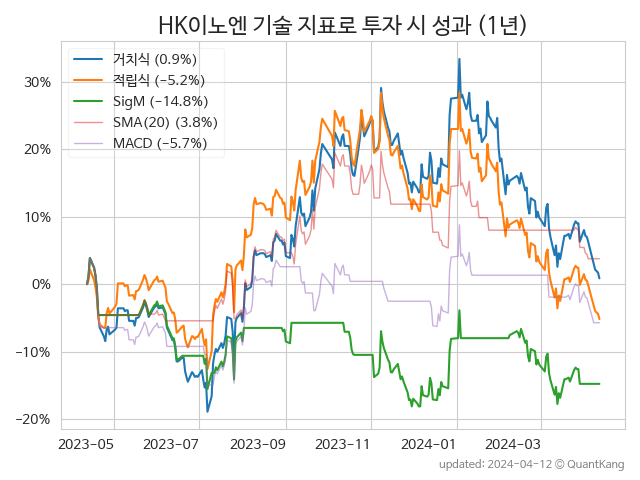 HK이노엔 기술 지표로 투자 시 성과 (1년)
거치식 (0.9%)
적립식 (−5.2%)
SigM (−14.8%)
SMA(20) (3.8%)
MACD (−5.7%)
30%
20%
10%
0%
−10%
−20%
2023−05 2023−07 2023−09 2023−11 2024−01 2024−03
updated: 2024−04−12 ⓒ QuantKang